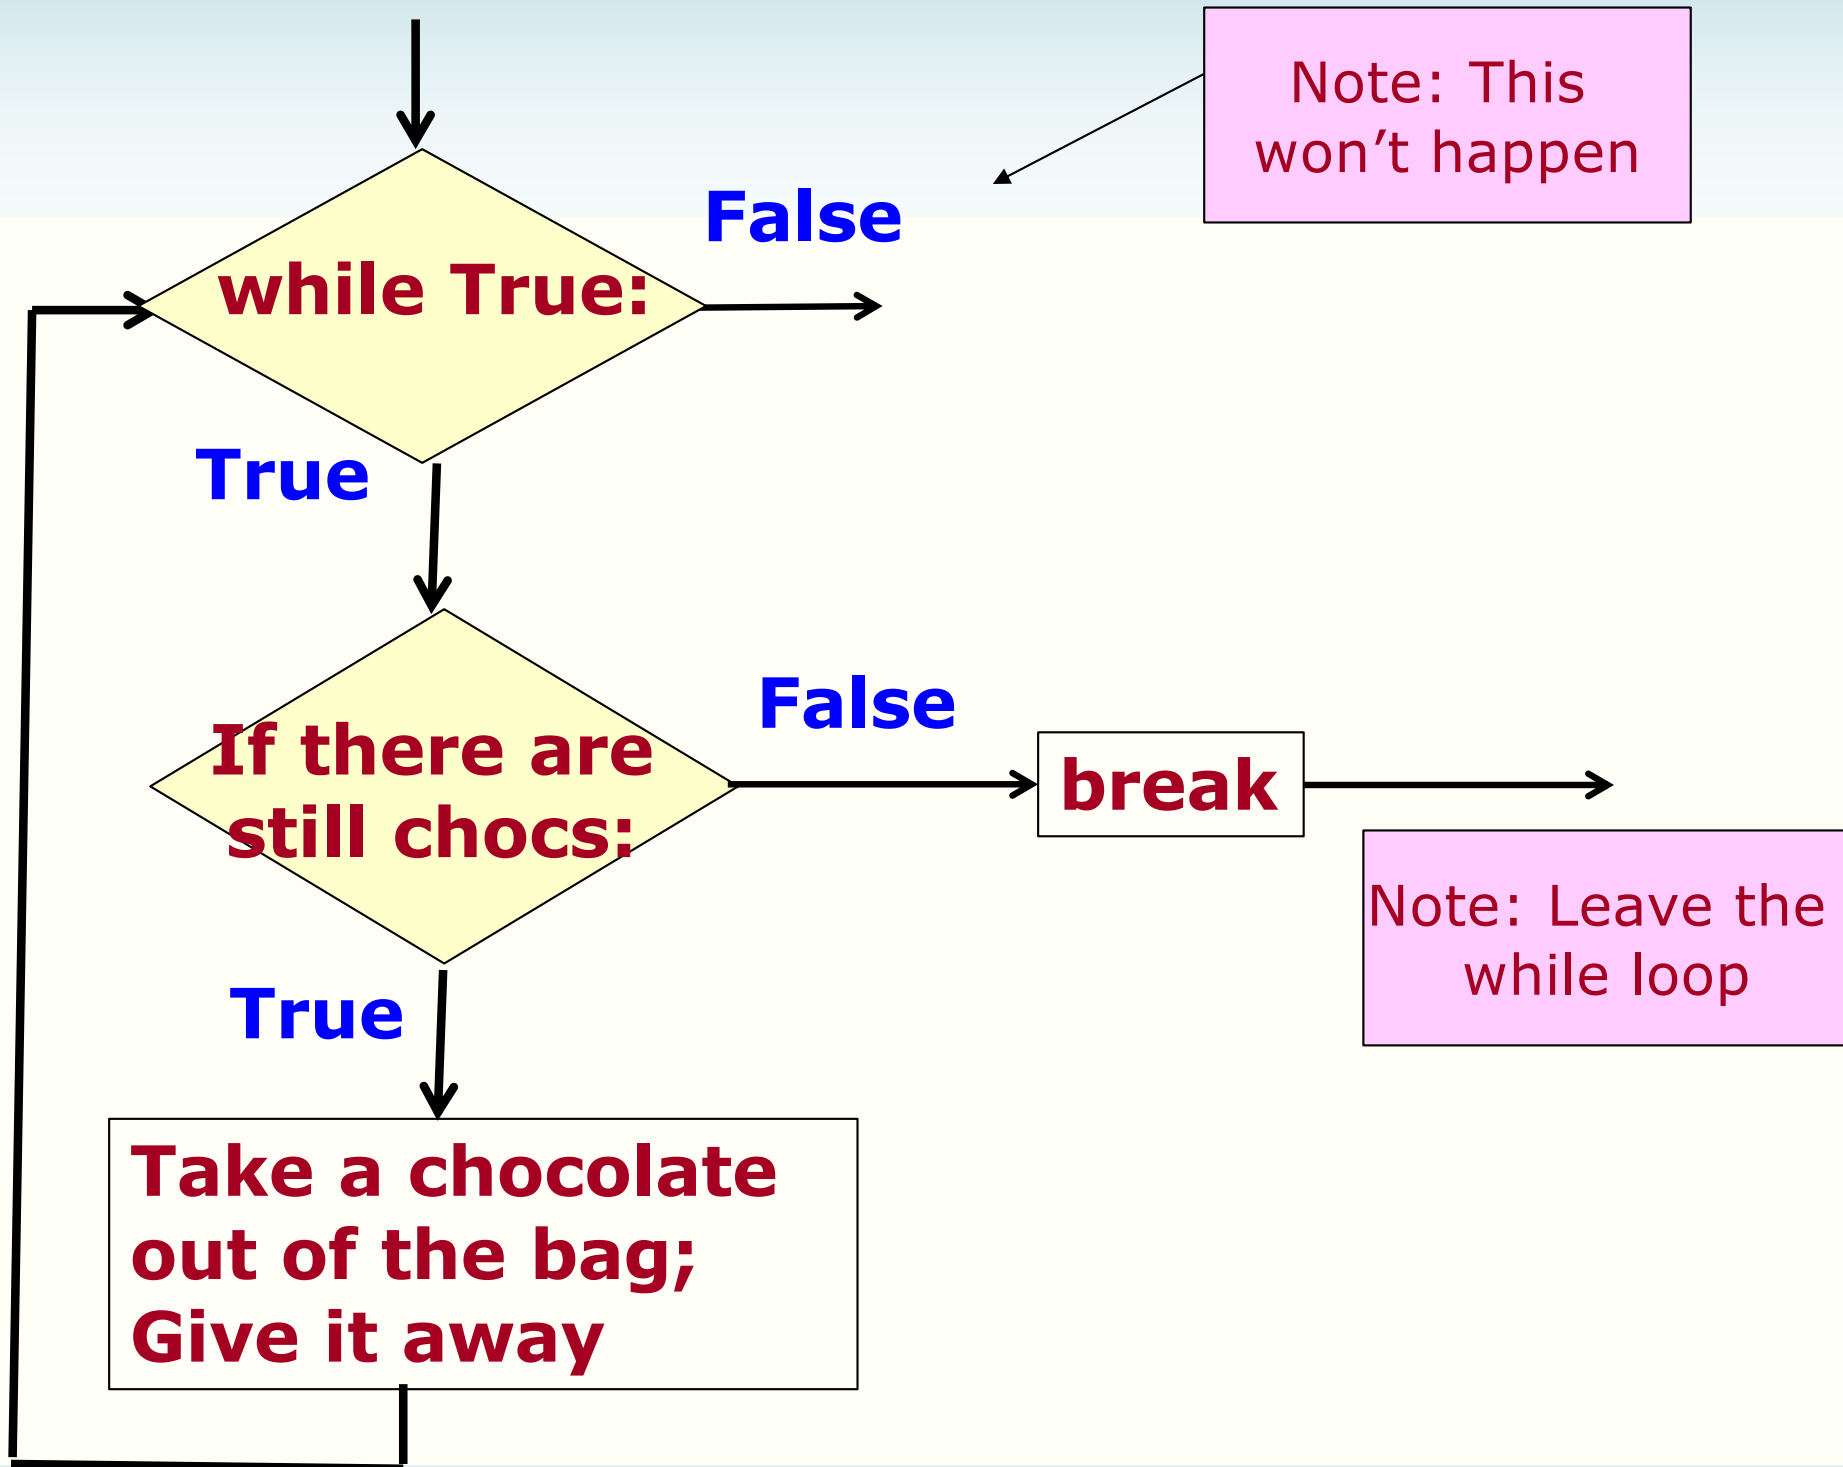 Note: This
won’t happen
False
while True:
True
False
If there are
still chocs:
break
Note: Leave the
while loop
True
Take a chocolate
out of the bag;
Give it away